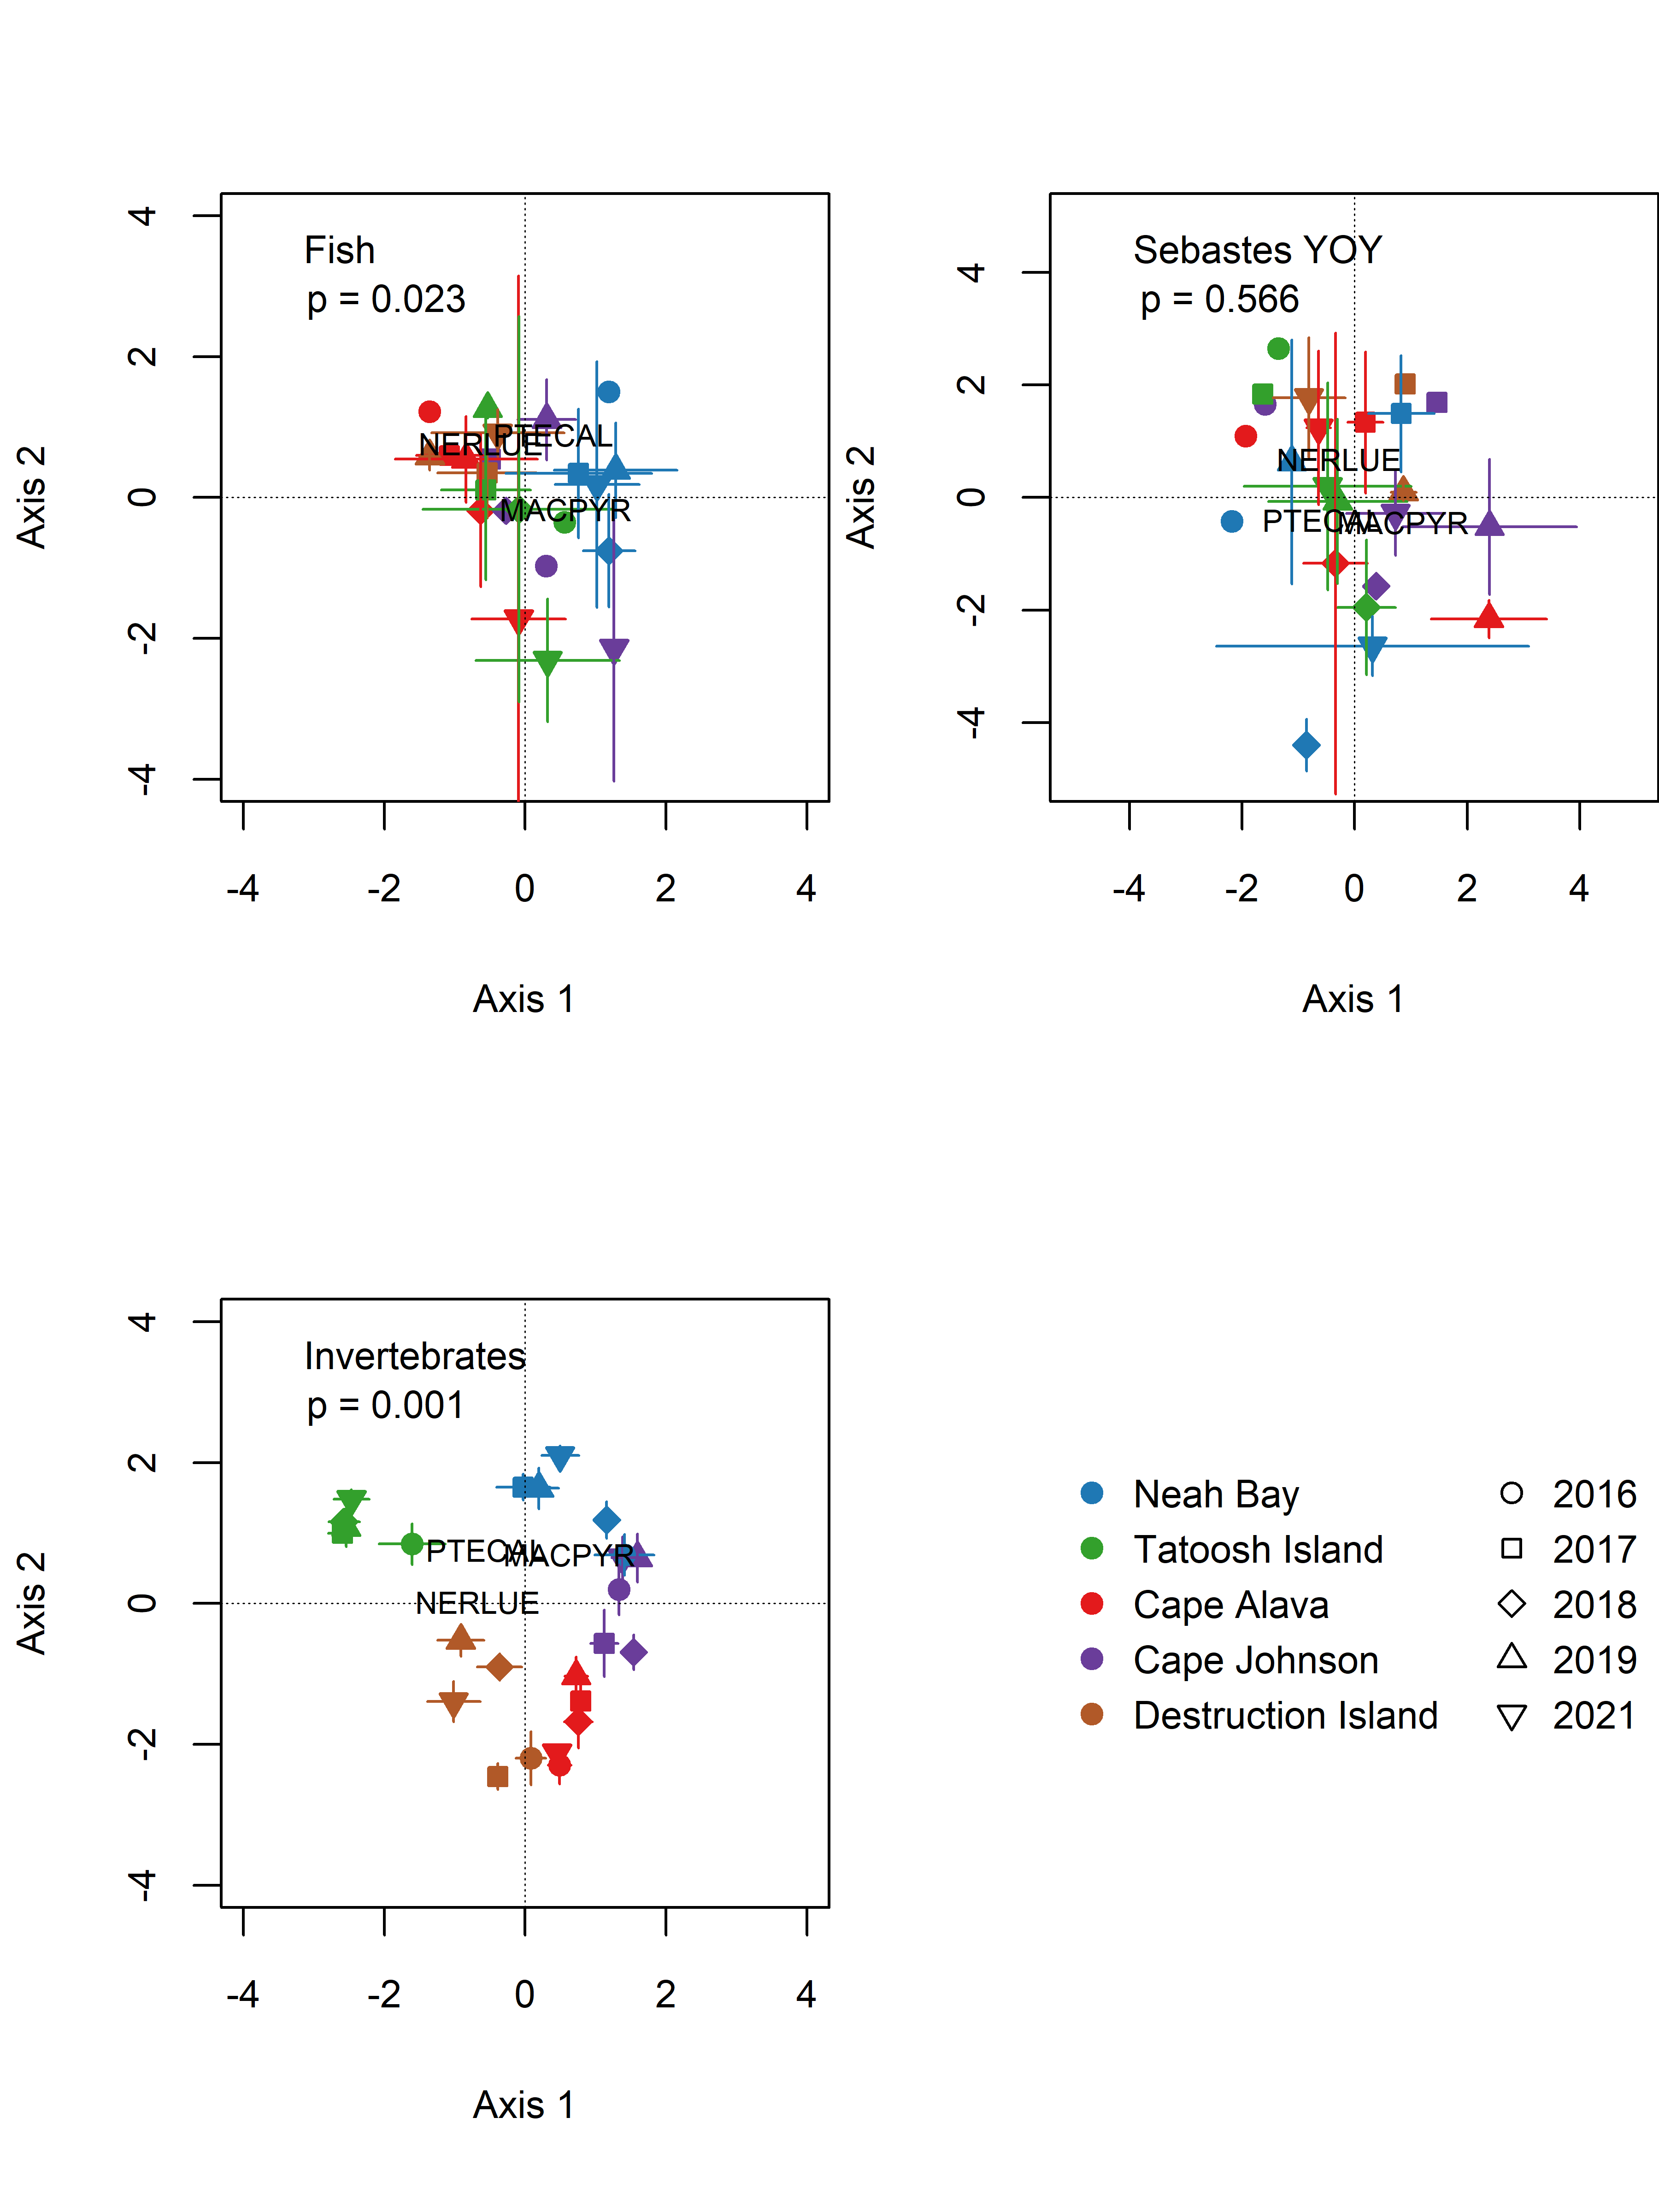 Fish
p = 0.023
NERLUE
PTECAL
MACPYR
4
2
0
-2
-4
Axis 2
-4 -2 0 2 4
Axis 1
Sebastes YOY
p = 0.566
NERLUE
PTECAL
MACPYR
4
2
0
-2
-4
Axis 2
-4 -2 0 2 4
Axis 1
Invertebrates
p = 0.001
PTECAL
MACPYR
NERLUE
4
2
0
-2
-4
Axis 2
-4 -2 0 2 4
Axis 1
Neah Bay
Tatoosh Island
Cape Alava
Cape Johnson
Destruction Island
2016
2017
2018
2019
2021